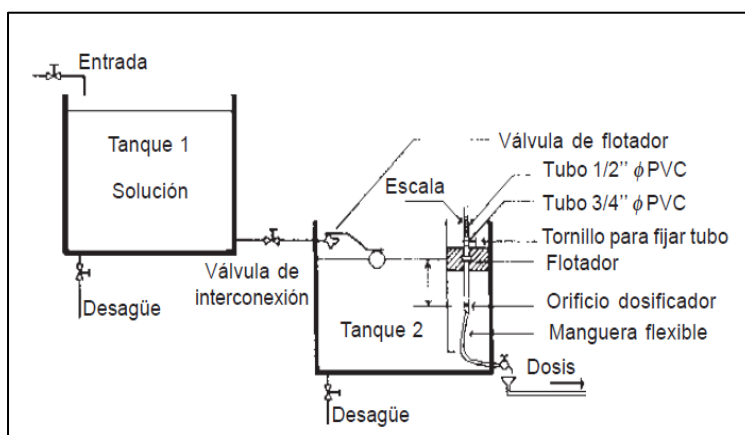 Entrada
Tanque 1
Solución
Desagüe
Válvula de
interconexión
Válvula de flotador
Tubo 1/2’’ ϕ PVC
Escala
Tubo 3/4’’ ϕ PVC
Tornillo para fijar tubo
Flotador
Orificio dosificador
Manguera flexible
Tanque 2
Dosis
Desagüe